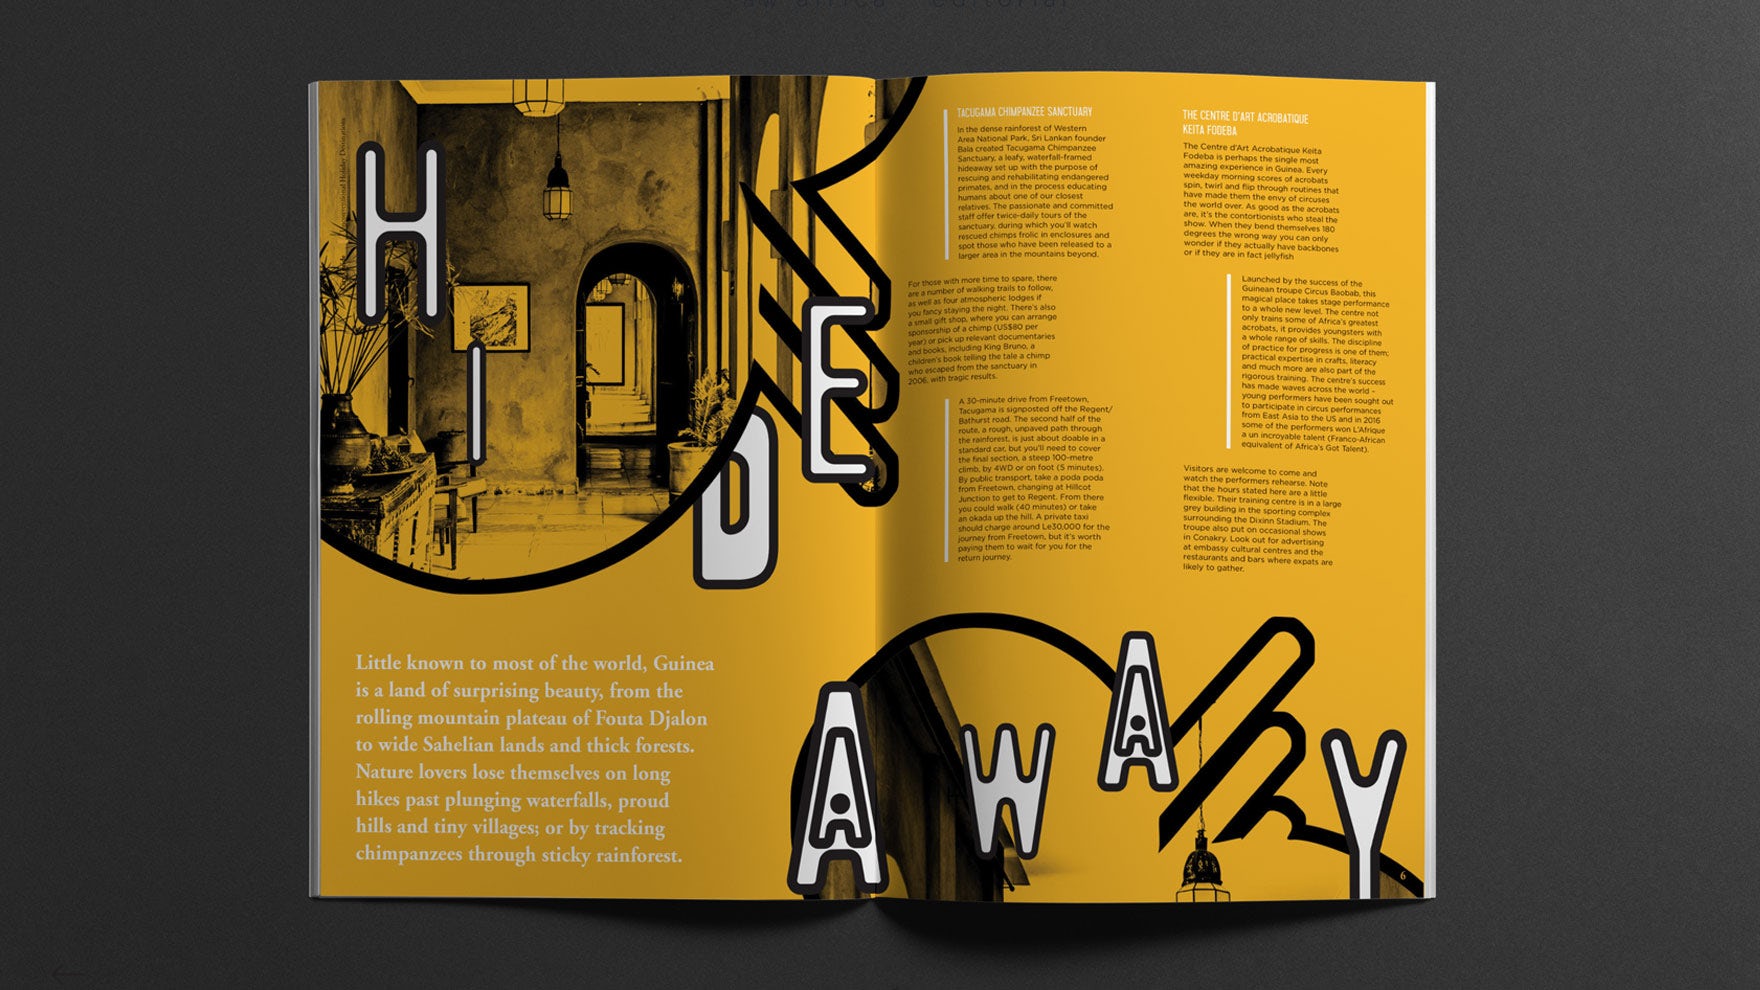 raw africa - editorial
Holiday Destinations
HIDE
Little known to most of the world, Guinea
is a land of surprising beauty, from the
rolling mountain plateau of Fouta Djalon
to wide Sahelian lands and thick forests.
Nature lovers lose themselves on long
hikes past plunging waterfalls, proud
hills and tiny villages; or by tracking
chimpanzees through sticky rainforest.
TACUGAMA CHIMPANZEE SANCTUARY
In the dense rainforest of Western
Area National Park, Sri Lankan founder
Bala created Tacugama Chimpanzee
Sanctuary, a leafy, waterfall-framed
hideaway set up with the purpose of
rescuing and rehabilitating endangered
primates, and in the process educating
humans about one of our closest
relatives. The passionate and committed
staff offer twice-daily tours of the
sanctuary, during which you'll watch
rescued chimps frolic in enclosures and
spot those who have been released to a
larger area in the mountains beyond.
For those with more time to spare, there
are a number of walking trails to follow,
as well as four atmospheric lodges if
you fancy staying the night. There's also
a small gift shop, where you can arrange
sponsorship of a chimp (US$80 per
year) or pick up relevant documentaries
and books, including King Bruno, a
children's book telling the tale a chimp
who escaped from the sanctuary in
2006, with tragic results.
A 30-minute drive from Freetown,
Tacugama is signposted off the Regent/
Bathurst road. The second half of the
route, a rough, unpaved path through
the rainforest, is just about doable in a
standard car, but you'll need to cover
the final section, a steep 100-metre
climb, by 4WD or on foot (5 minutes).
By public transport, take a poda poda
from Freetown, changing at Hillcot
Junction to get to Regent. From there
you could walk (40 minutes) or take
an okada up the hill. A private taxi
should charge around Le30,000 for the
journey from Freetown, but it's worth
paying them to wait for you for the
return journey.
THE CENTRE D'ART ACROBATIQUE
KEITA FODEBA
The Centre d'Art Acrobatique Keita
Fodeba is perhaps the single most
amazing experience in Guinea. Every
weekday morning scores of acrobats
spin, twirl and flip through routines that
have made them the envy of circuses
the world over. As good as the acrobats
are, it's the contortionists who steal the
show. When they bend themselves 180
degrees the wrong way you can only
wonder if they actually have backbones
or if they are in fact jellyfish
Launched by the success of the
Guinean troupe Circus Baobab, this
magical place takes stage performance
to a whole new level. The centre not
only trains some of Africa's greatest
acrobats, it provides youngsters with
a whole range of skills. The discipline
of practice for progress is one of them;
practical expertise in crafts, literacy
and much more are also part of the
rigorous training. The centre's success
has made waves across the world -
young performers have been sought out
to participate in circus performances
from East Asia to the US and in 2016
some of the performers won L'Afrique
a un incroyable talent (Franco-African
equivalent of Africa's Got Talent).
Visitors are welcome to come and
watch the performers rehearse. Note
that the hours stated here are a little
flexible. Their training centre is in a large
grey building in the sporting complex
surrounding the Dixinn Stadium. The
troupe also put on occasional shows
in Conakry. Look out for advertising
at embassy cultural centres and the
restaurants and bars where expats are
likely to gather.
AWAY
6